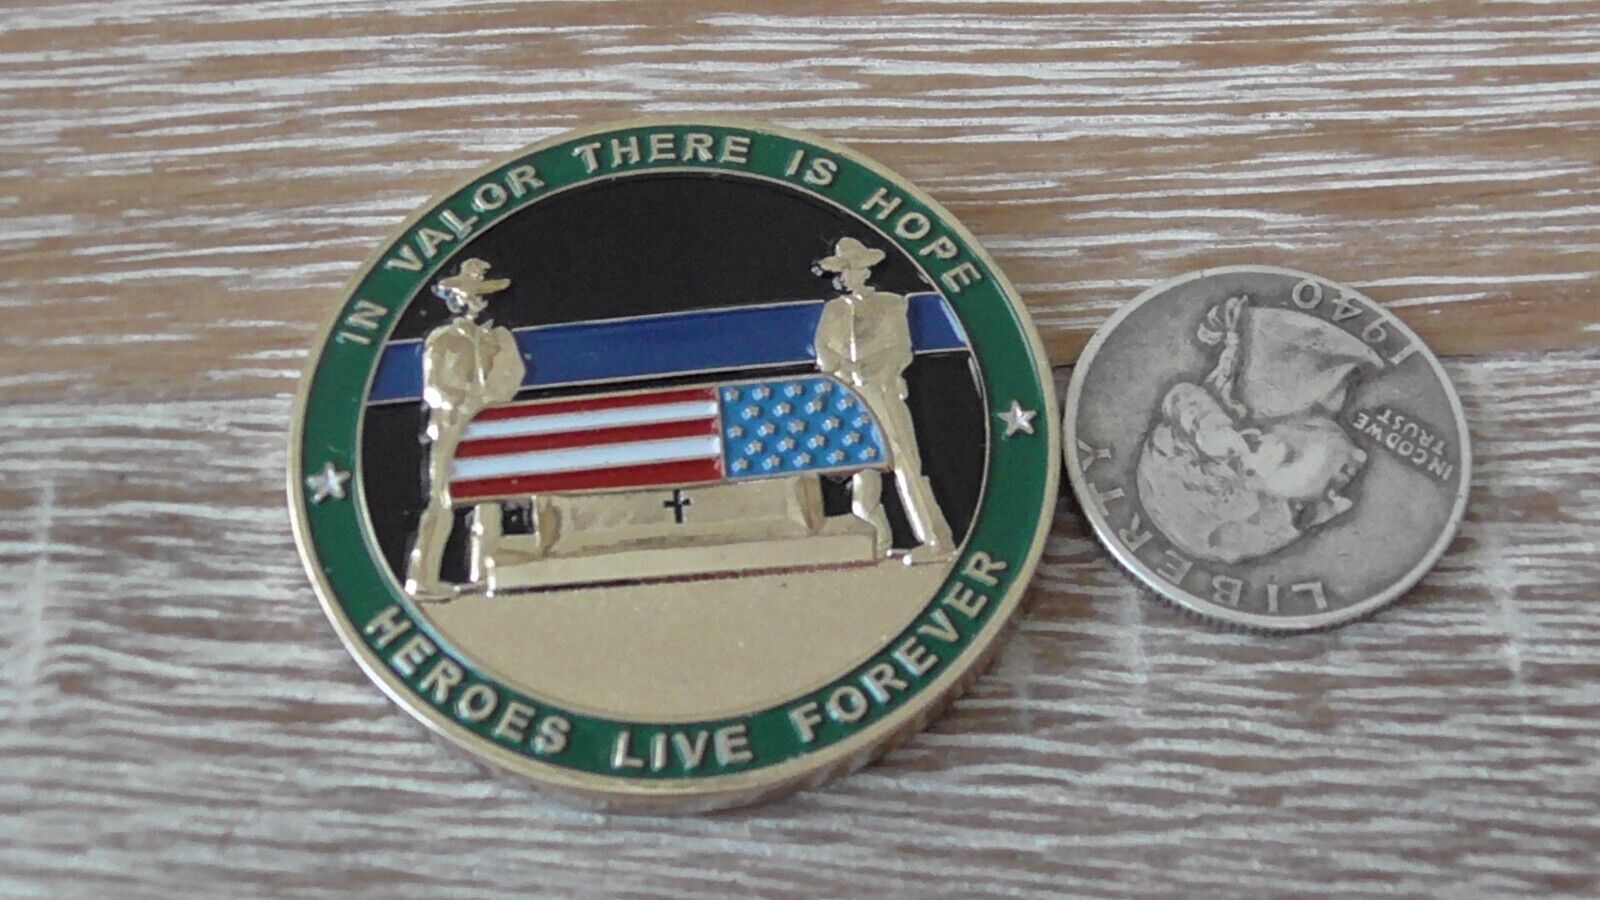 IN VALOR THERE IS HOPE
HEROES LIVE FOREVER
LIBERTY
IN GOD WE
TRUST
1940